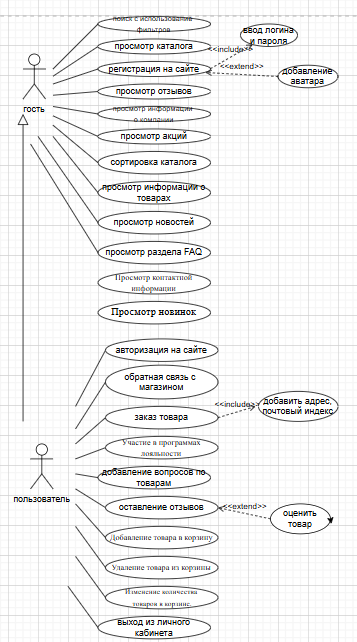 поиск с использование
фильтров
ввод логина
и пароля
просмотр каталога
<<include>
регистрация на сайте
<<extend>>
добавление
аватара
просмотр отзывов
гость
просмотр информации
о компании
просмотр акций
сортировка каталога
просмотр информации о
товарах
просмотр новостей
просмотр раздела FAQ
Просмотр контактной
информации
Просмотр новинок
авторизация на сайте
обратная связь с
магазином
<<include>
добавить адрес,
почтовый индекс
заказ товара
Участие в программах
лояльности
добавление вопросов по
товарам
пользователь
оставление отзывов
<<extend>>
оценить
товар
Добавление товара в корзину
Удаление товара из корзины
Изменение количества
товаров в корзине.
выход из личного
кабинета